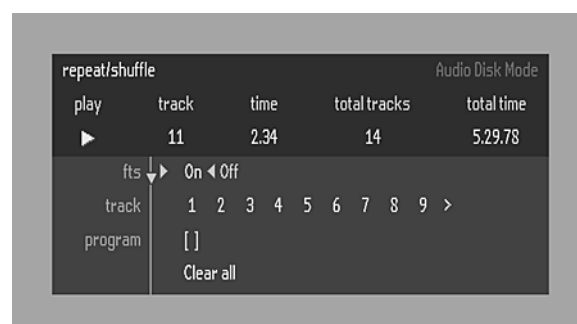 repeat/shuffle Audio Disk Mode
play track time total tracks total time
11 2.34 14 5.29.78
fts On Off
track 1 2 3 4 5 6 7 8 9 >
program [ ]
Clear all